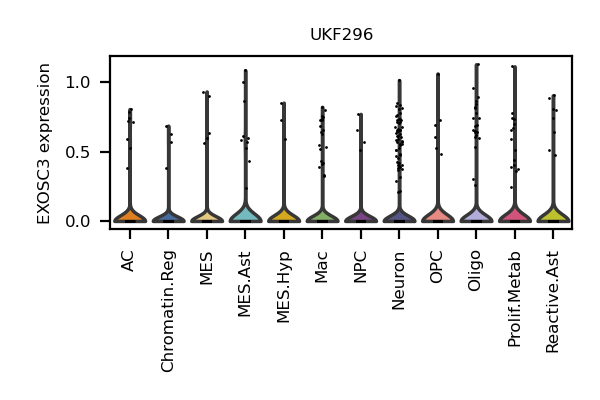 UKF296
EXOSC3 expression
1.0
0.5
0.0
AC
Chromatin.Reg
MES
MES.Ast
MES.Hyp
Mac
NPC
Neuron
OPC
Oligo
Prolif.Metab
Reactive.Ast